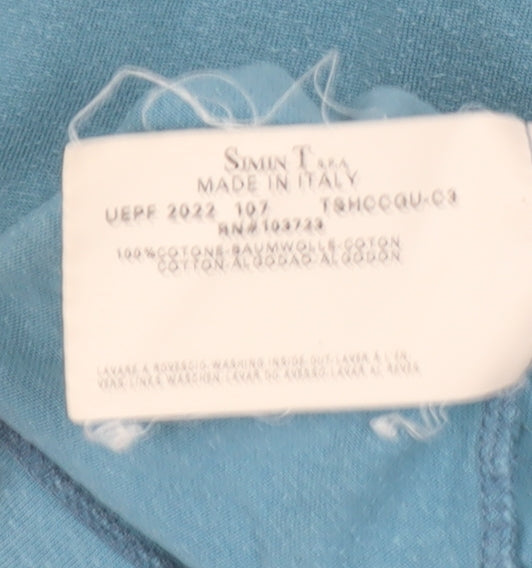 SIMIN T S.P.A.
MADE IN ITALY
UEPF 2022 107 TSHCCQU-C3
RN# 103723
100%COTONE-BAUMWOLLE-COTON
COTTON-ALGODAO-ALGODON
LAVARE A ROVESCIO-WASHING INSIDE-OUT-LAVER A L'EN
VERS-LINKS WASCHEN-LAVAR DO AVESSO-LAVAR AL REVES